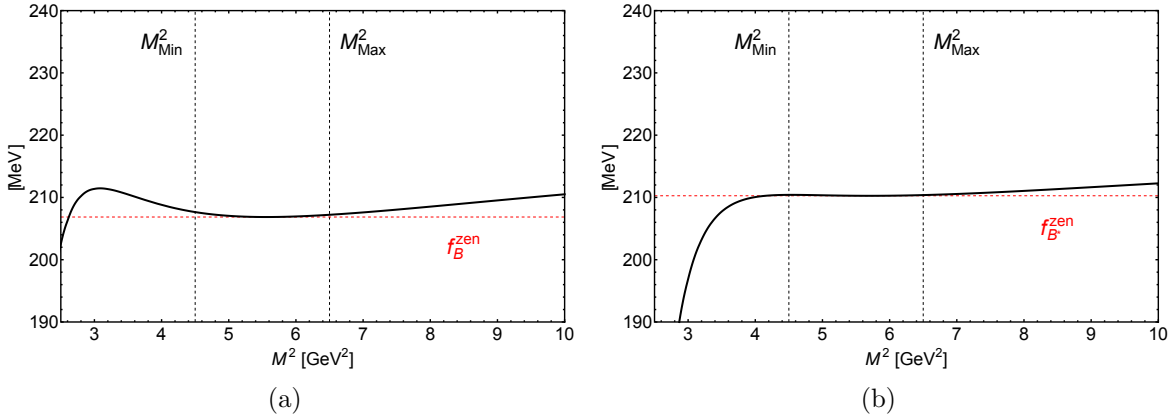 240
230
220
210
200
190
[MeV]
M²Min
M²Max
f_B^zen
3 4 5 6 7 8 9 10
M² [GeV²]
(a)
240
230
220
210
200
190
[MeV]
M²Min
M²Max
f_B*^zen
3 4 5 6 7 8 9 10
M² [GeV²]
(b)